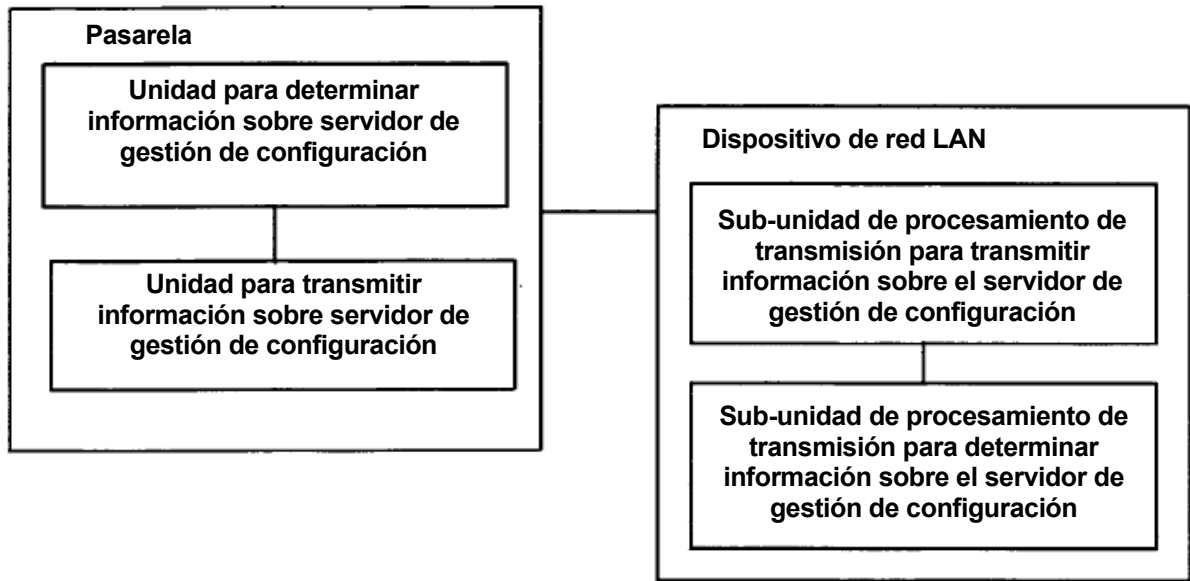 Pasarela
Unidad para determinar
información sobre servidor de
gestión de configuración
Unidad para transmitir
información sobre servidor de
gestión de configuración
Dispositivo de red LAN
Sub-unidad de procesamiento de
transmisión para transmitir
información sobre el servidor de
gestión de configuración
Sub-unidad de procesamiento de
transmisión para determinar
información sobre el servidor de
gestión de configuración